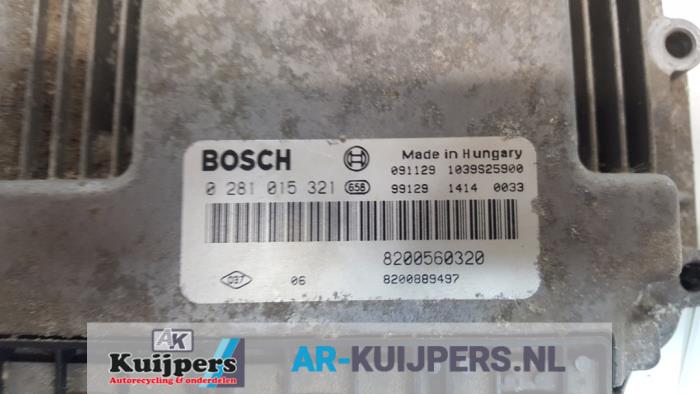 BOSCH
Made in Hungary
091129 1039S25900
0 281 015 321 658
99129 1414 0033
8200560320
037 06 8200889497
AK
Kuijpers
Autorecycling & onderdelen
AR-KUIJPERS.NL